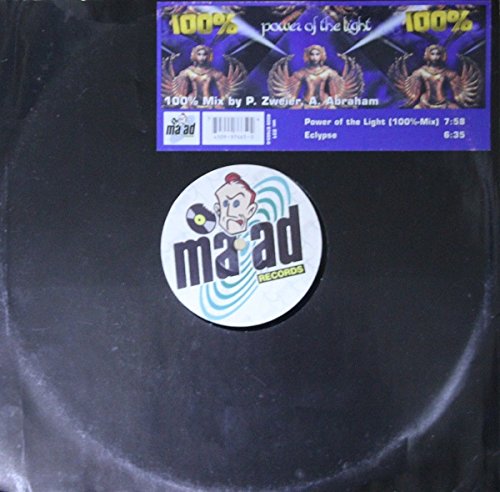 100% power of the light 100%
100% Mix by P. Zweier, A. Abraham
Power of the Light (100%-Mix) 7:58
Eclypse 6:35
ma ad
ma ad
RECORDS